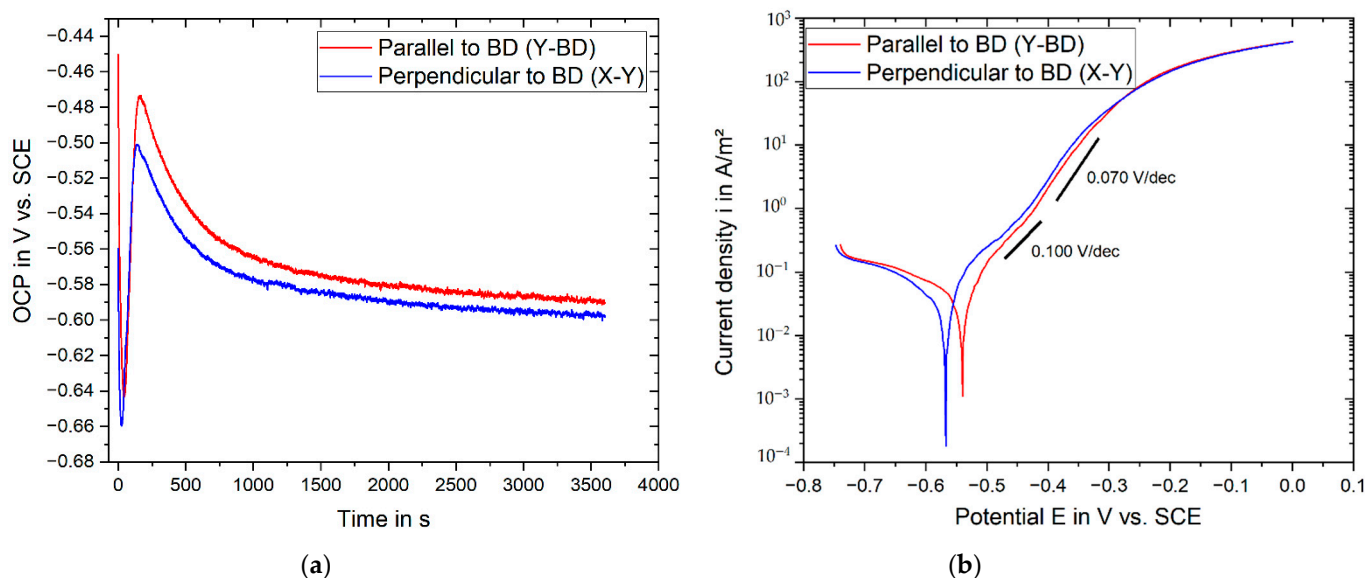 −0.44
−0.46
−0.48
−0.50
−0.52
−0.54
−0.56
−0.58
−0.60
−0.62
−0.64
−0.66
−0.68
OCP in V vs. SCE
Parallel to BD (Y-BD)
Perpendicular to BD (X-Y)
0 500 1000 1500 2000 2500 3000 3500 4000
Time in s
(a)
10³
10²
10¹
10⁰
10⁻¹
10⁻²
10⁻³
10⁻⁴
Current density i in A/m²
Parallel to BD (Y-BD)
Perpendicular to BD (X-Y)
0.070 V/dec
0.100 V/dec
−0.8 −0.7 −0.6 −0.5 −0.4 −0.3 −0.2 −0.1 0.0 0.1
Potential E in V vs. SCE
(b)